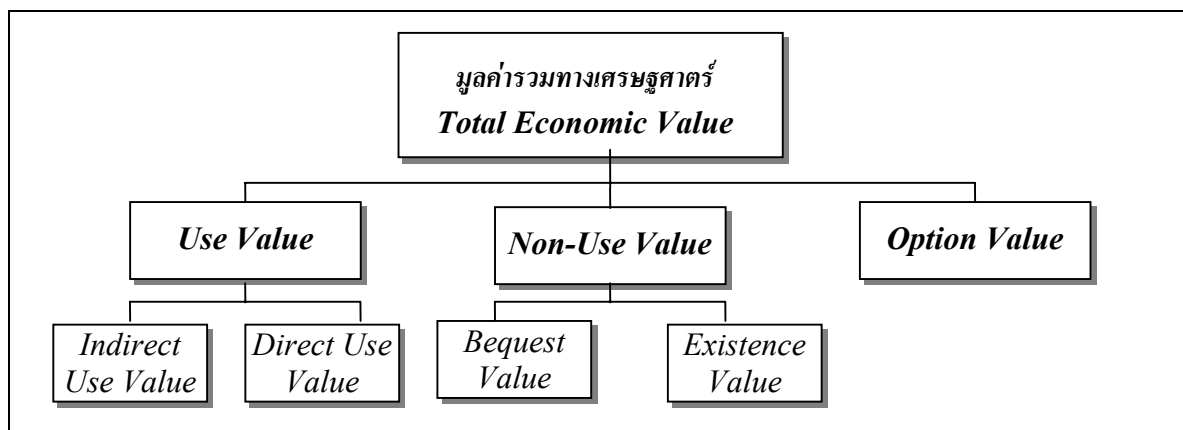 มูลค่ารวมทางเศรษฐศาตร์
Total Economic Value
Use Value
Non-Use Value
Option Value
Indirect
Use Value
Direct Use
Value
Bequest
Value
Existence
Value